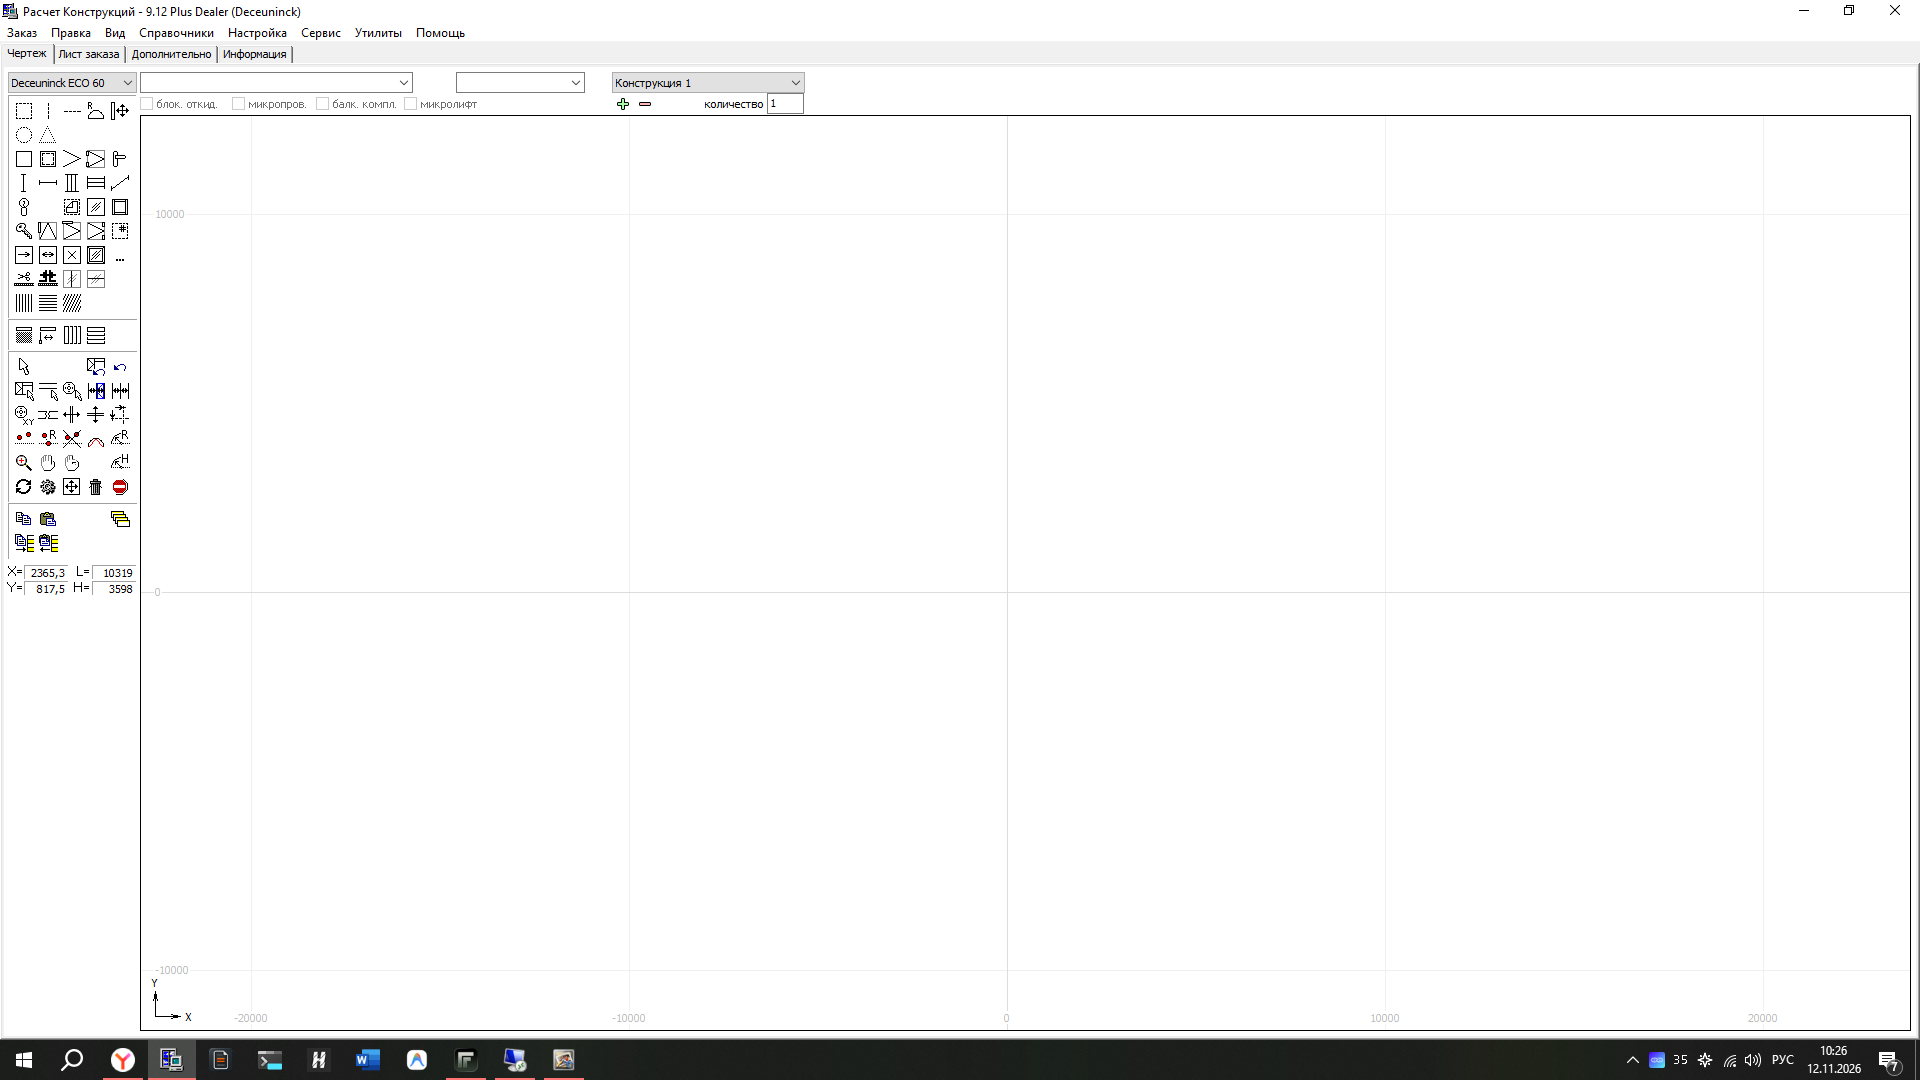 Расчет Конструкций - 9.12 Plus Dealer (Deceuninck)
Заказ Правка Вид Справочники Настройка Сервис Утилиты Помощь
Чертеж Лист заказа Дополнительно Информация
Deceuninck ECO 60 Конструкция 1
блок. откид. микропров. балк. компл. микролифт количество 1
R
10000
XY
R
R
H
X= 2365,3 L= 10319
Y= 817,5 H= 3598
0
-10000
Y
X
-20000 -10000 0 10000 20000
35 РУС 10:26
12.11.2026
7